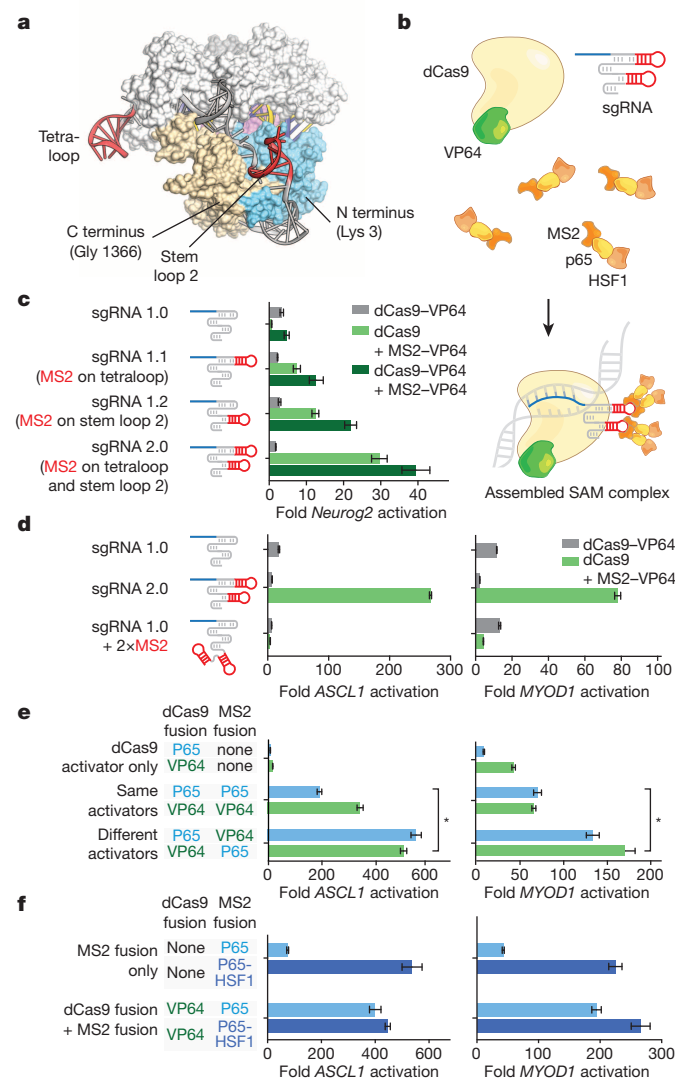 a
Tetra-
loop
C terminus
(Gly 1366)
Stem
loop 2
N terminus
(Lys 3)
b
dCas9
VP64
sgRNA
MS2
p65
HSF1
Assembled SAM complex
c
sgRNA 1.0
sgRNA 1.1
(MS2 on tetraloop)
sgRNA 1.2
(MS2 on stem loop 2)
sgRNA 2.0
(MS2 on tetraloop
and stem loop 2)
dCas9–VP64
dCas9
+ MS2–VP64
dCas9–VP64
+ MS2–VP64
0 10 20 30 40
Fold Neurog2 activation
d
sgRNA 1.0
sgRNA 2.0
sgRNA 1.0
+ 2×MS2
0 100 200 300
Fold ASCL1 activation
dCas9–VP64
dCas9
+ MS2–VP64
0 20 40 60 80 100
Fold MYOD1 activation
e
dCas9 MS2
fusion fusion
dCas9 P65 none
activator only VP64 none
Same P65 P65
activators VP64 VP64
Different P65 VP64
activators VP64 P65
*
200 400 600
Fold ASCL1 activation
*
0 50 100 150 200
Fold MYOD1 activation
f
dCas9 MS2
fusion fusion
MS2 fusion None P65
only None P65-
HSF1
dCas9 fusion VP64 P65
+ MS2 fusion VP64 P65-
HSF1
0 200 400 600
Fold ASCL1 activation
0 100 200 300
Fold MYOD1 activation